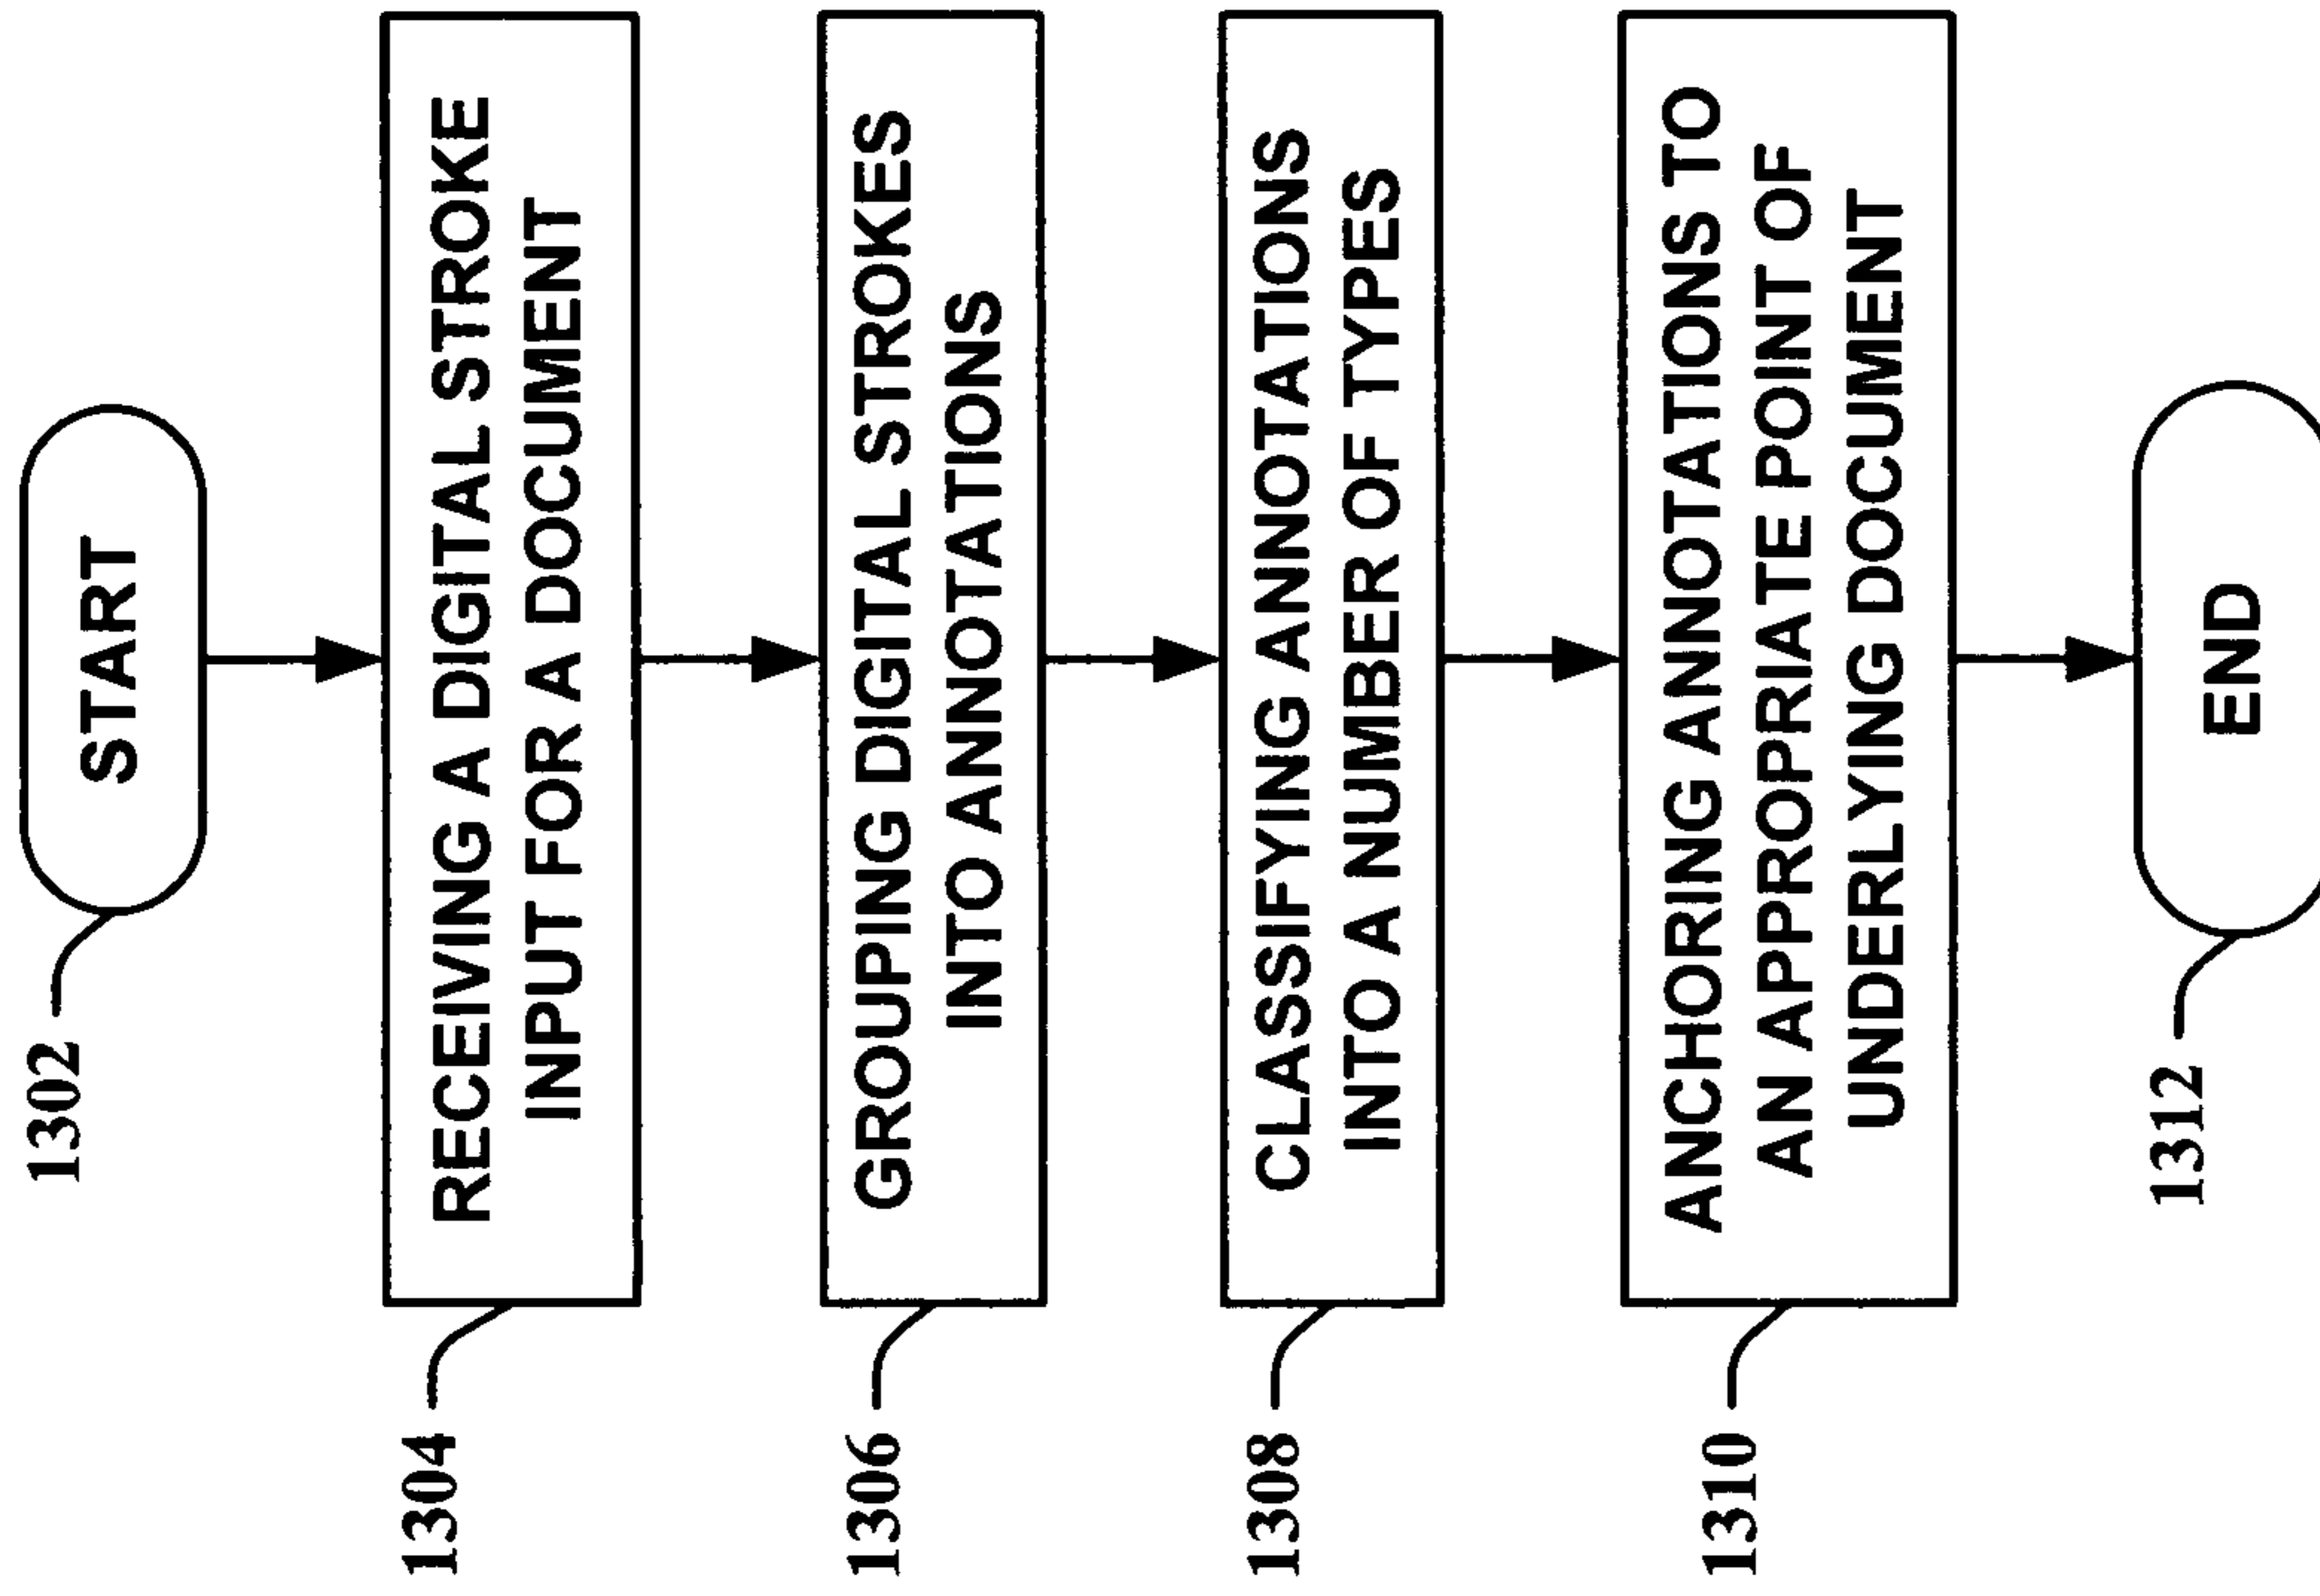 START
1302
RECEIVING A DIGITAL STROKE
INPUT FOR A DOCUMENT
1304
GROUPING DIGITAL STROKES
INTO ANNOTATIONS
1306
CLASSIFYING ANNOTATIONS
INTO A NUMBER OF TYPES
1308
ANCHORING ANNOTATIONS TO
AN APPROPRIATE POINT OF
UNDERLYING DOCUMENT
1310
END
1312